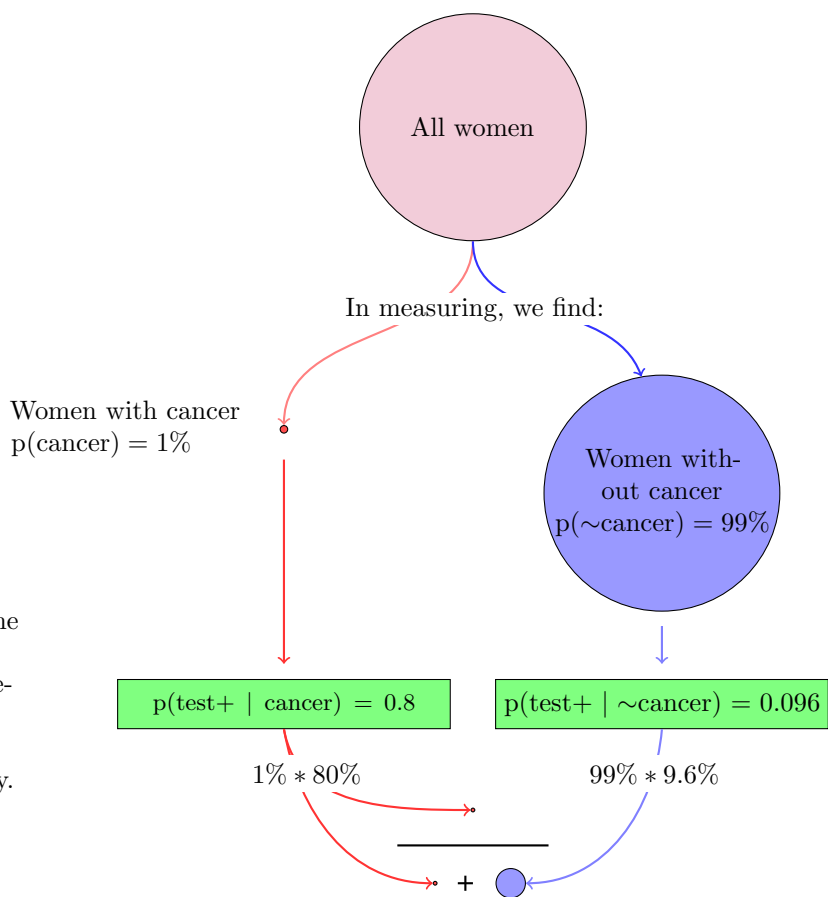 All women
In measuring, we find:
Women with cancer
p(cancer) = 1%
Women with-
out cancer
p(∼cancer) = 99%
p(test+ | cancer) = 0.8
p(test+ | ∼cancer) = 0.096
1% ∗ 80%
99% ∗ 9.6%
+